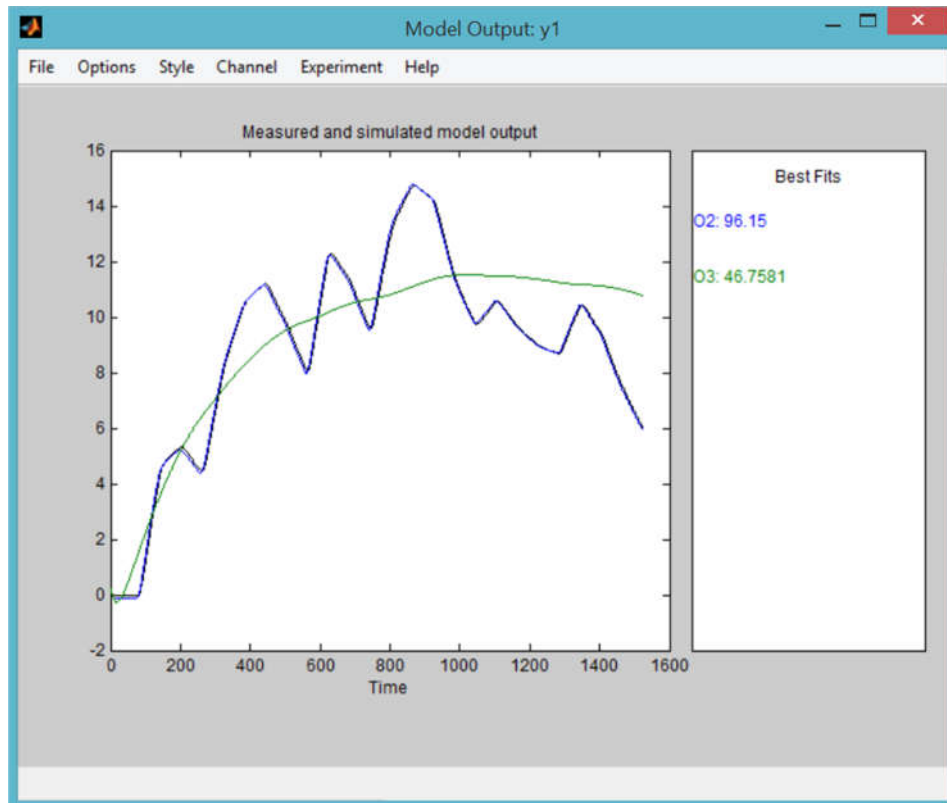 Model Output: y1
File Options Style Channel Experiment Help
Measured and simulated model output
16
14
12
10
8
6
4
2
0
-2
0 200 400 600 800 1000 1200 1400 1600
Time
Best Fits
O2: 96.15
O3: 46.7581